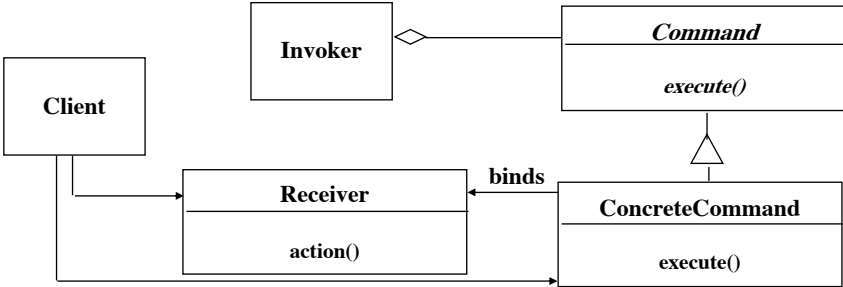 Command
Invoker
execute()
Client
binds
Receiver
ConcreteCommand
action()
execute()